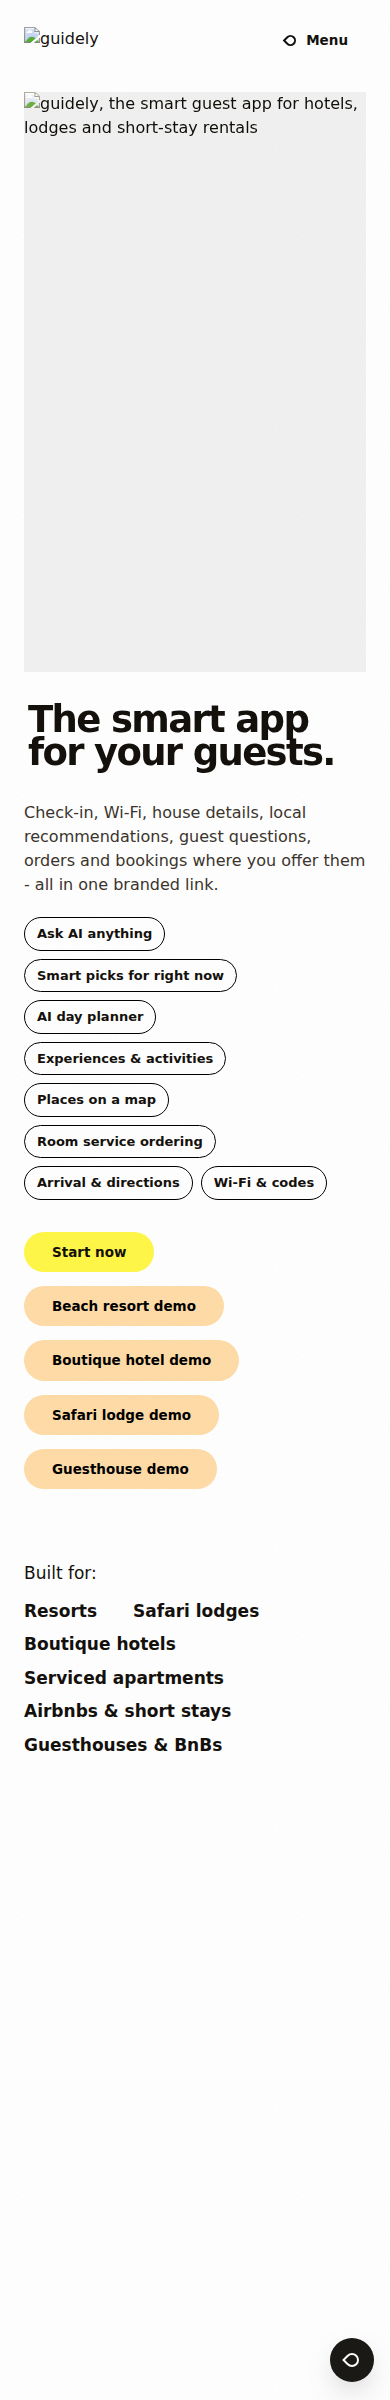 guidely
Menu
guidely, the smart guest app for hotels,
lodges and short-stay rentals
The smart app
for your guests.
Check-in, Wi-Fi, house details, local
recommendations, guest questions,
orders and bookings where you offer them
- all in one branded link.
Ask AI anything
Smart picks for right now
AI day planner
Experiences & activities
Places on a map
Room service ordering
Arrival & directions
Wi-Fi & codes
Start now
Beach resort demo
Boutique hotel demo
Safari lodge demo
Guesthouse demo
Built for:
Resorts Safari lodges
Boutique hotels
Serviced apartments
Airbnbs & short stays
Guesthouses & BnBs